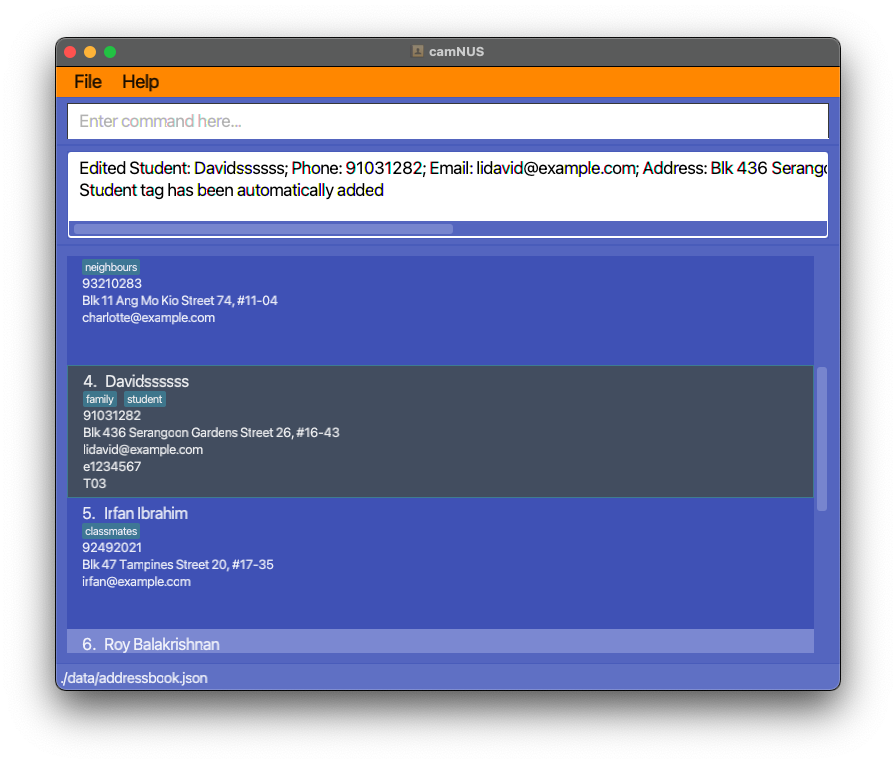 camNUS
File Help
Enter command here...
Edited Student: Davidssssss; Phone: 91031282; Email: lidavid@example.com; Address: Blk 436 Serang
Student tag has been automatically added
neighbours
93210283
Blk 11 Ang Mo Kio Street 74, #11-04
charlotte@example.com
4. Davidssssss
family student
91031282
Blk 436 Serangoon Gardens Street 26, #16-43
lidavid@example.com
e1234567
T03
5. Irfan Ibrahim
classmates
92492021
Blk 47 Tampines Street 20, #17-35
irfan@example.com
6. Roy Balakrishnan
./data/addressbook.json